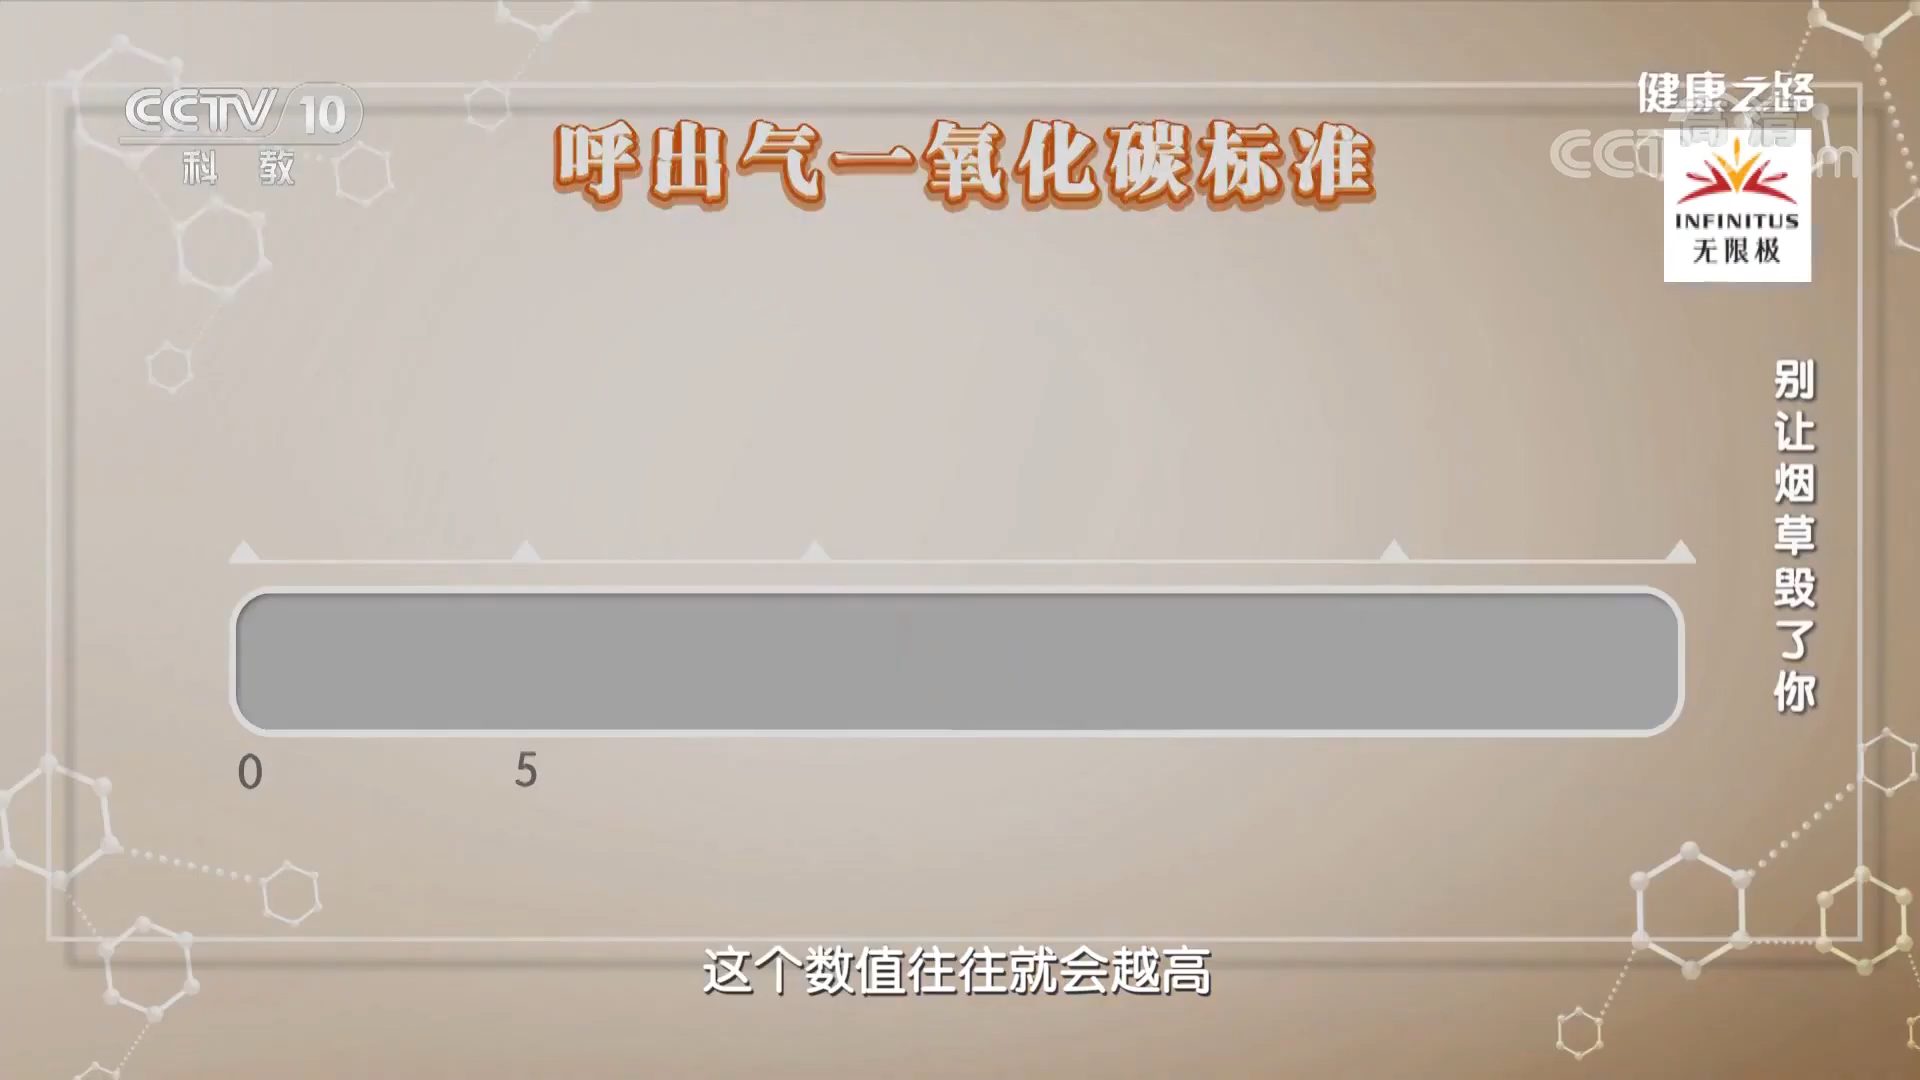 CCTV 10
科 教
健康之路
高清
呼出气一氧化碳标准
INFINITUS
无限极
别让烟草毁了你
0 5
这个数值往往就会越高